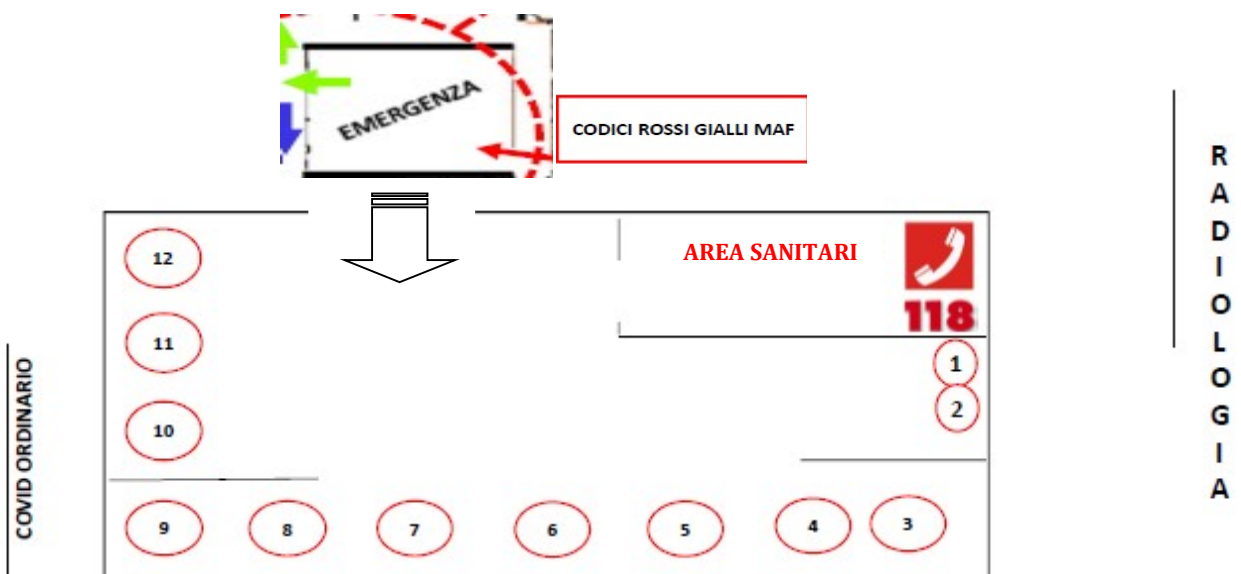 EMERGENZA
CODICI ROSSI GIALLI MAF
RADIOLOGIA
AREA SANITARI
118
12
11
10
1
2
COVID ORDINARIO
9 8 7 6 5 4 3